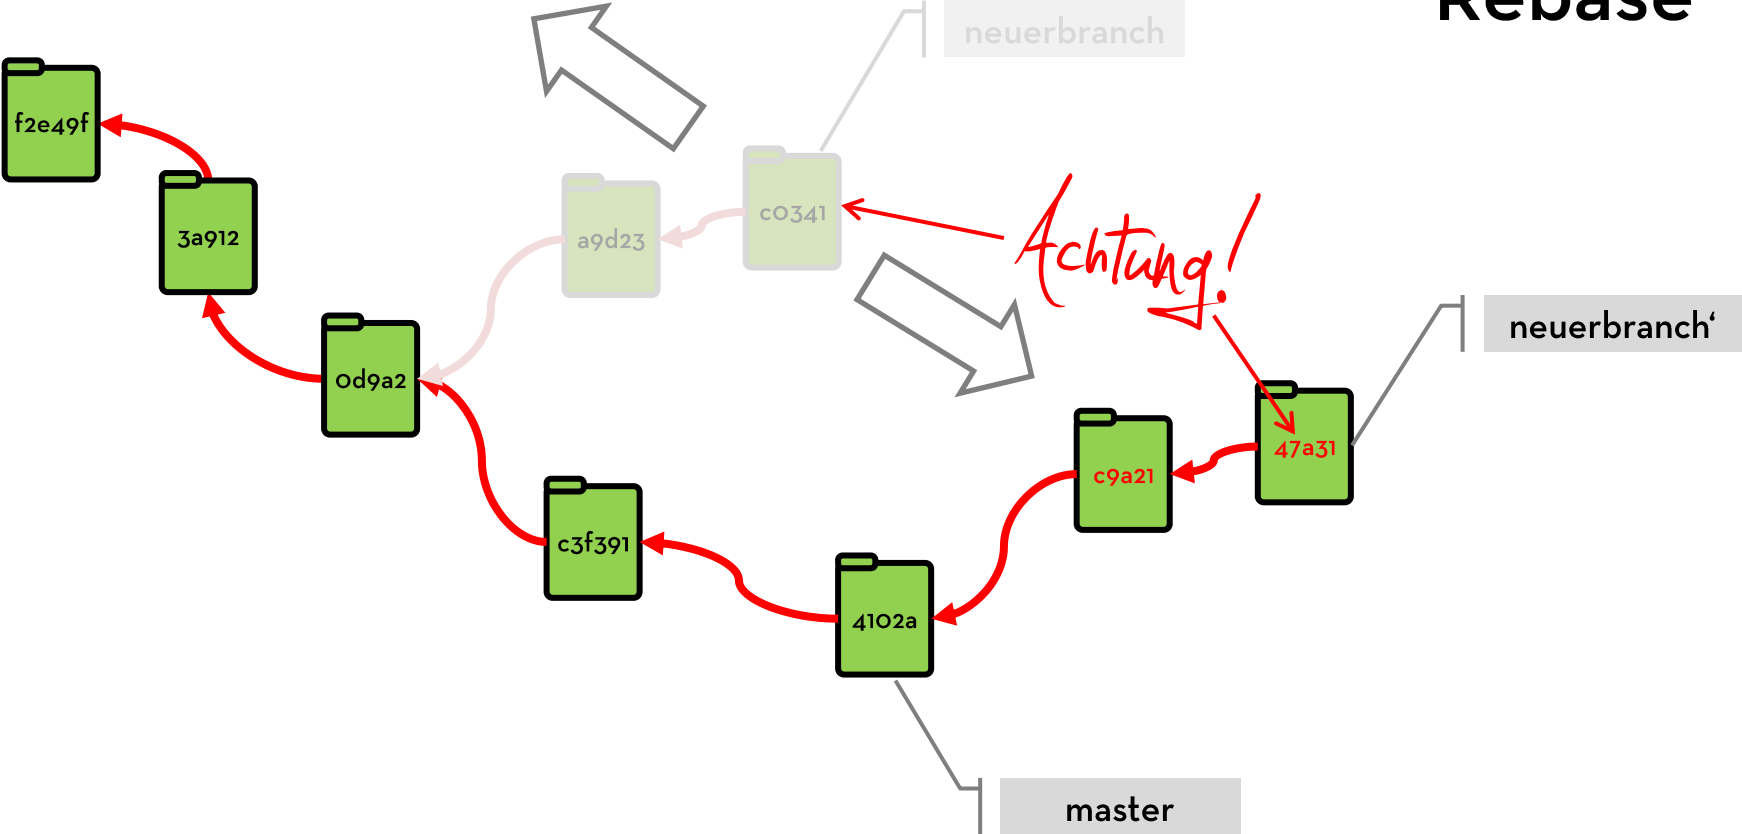 Rebase
neuerbranch
f2e49f
3a912
a9d23
c0341
Achtung!
neuerbranch‘
0d9a2
c9a21
47a31
c3f391
4102a
master